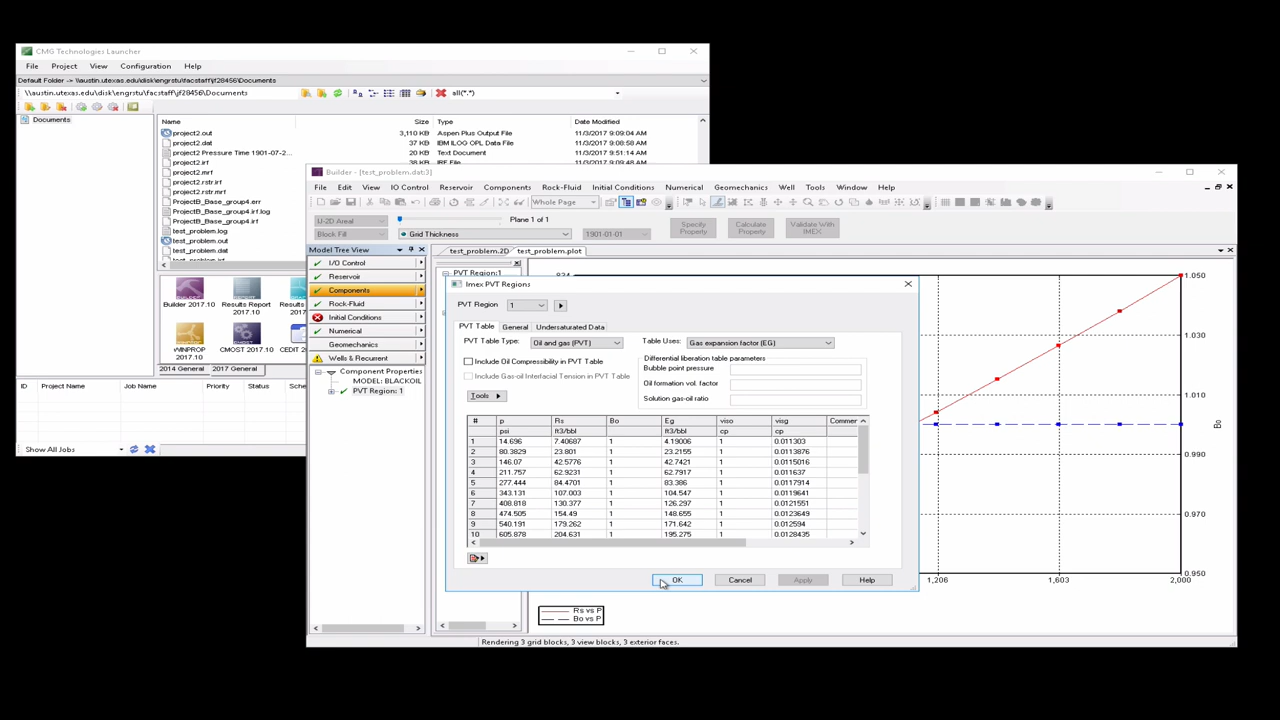 CMG Technologies Launcher
File Project View Configuration Help
Default Folder -> \\austin.utexas.edu\disk\engrstu\facstaff\jf28456\Documents
\\austin.utexas.edu\disk\engrstu\facstaff\jf28456\Documents all(*.*)
Documents
Name Size Type Date Modified
project2.out 3,110 KB Aspen Plus Output File 11/3/2017 9:09:04 AM
project2.dat 37 KB IBM ILOG OPL Data File 11/3/2017 9:08:58 AM
project2 Pressure Time 1901-07-2... 20 KB Text Document 11/3/2017 9:51:14 AM
project2.irf
project2.mrf
project2.rstr.irf
project2.rstr.mrf
ProjectB_Base_group4.err
ProjectB_Base_group4.irf.log
ProjectB_Base_group4.irf
test_problem.log
test_problem.out
test_problem.dat
Builder 2017.10 Results Report 2017.10
WINPROP 2017.10 CMOST 2017.10 CEDIT
2014 General 2017 General
ID Project Name Job Name Priority Status
Show All Jobs
Builder - [test_problem.dat:3]
File Edit View IO Control Reservoir Components Rock-Fluid Initial Conditions Numerical Geomechanics Well Tools Window Help
Whole Page
IJ-2D Areal Plane 1 of 1
Block Fill Grid Thickness 1901-01-01
Specify Property Calculate Property Validate With IMEX
Model Tree View
I/O Control
Reservoir
Components
Rock-Fluid
Initial Conditions
Numerical
Geomechanics
Wells & Recurrent
Component Properties
MODEL: BLACKOIL
PVT Region: 1
test_problem.2D test_problem.plot
PVT Region:1
Imex PVT Regions
PVT Region 1
PVT Table General Undersaturated Data
PVT Table Type: Oil and gas (PVT) Table Uses: Gas expansion factor (EG)
Include Oil Compressibility in PVT Table
Include Gas-oil Interfacial Tension in PVT Table
Differential liberation table parameters
Bubble point pressure
Oil formation vol. factor
Solution gas-oil ratio
Tools
# p Rs Bo Eg viso visg Commer
psi ft3/bbl ft3/bbl cp cp
1 14.696 7.40687 1 4.19006 1 0.011303
2 80.3829 23.801 1 23.2155 1 0.0113876
3 146.07 42.5776 1 42.7421 1 0.0115016
4 211.757 62.9231 1 62.7917 1 0.011637
5 277.444 84.4701 1 83.386 1 0.0117914
6 343.131 107.003 1 104.547 1 0.0119641
7 408.818 130.377 1 126.297 1 0.0121551
8 474.505 154.49 1 148.655 1 0.0123649
9 540.191 179.262 1 171.642 1 0.012594
10 605.878 204.631 1 195.275 1 0.0128435
OK Cancel Apply Help
1.050
1.030
1.010
0.990
0.970
0.950
Bo
1,206 1,603 2,000
Rs vs P
Bo vs P
Rendering 3 grid blocks, 3 view blocks, 3 exterior faces.